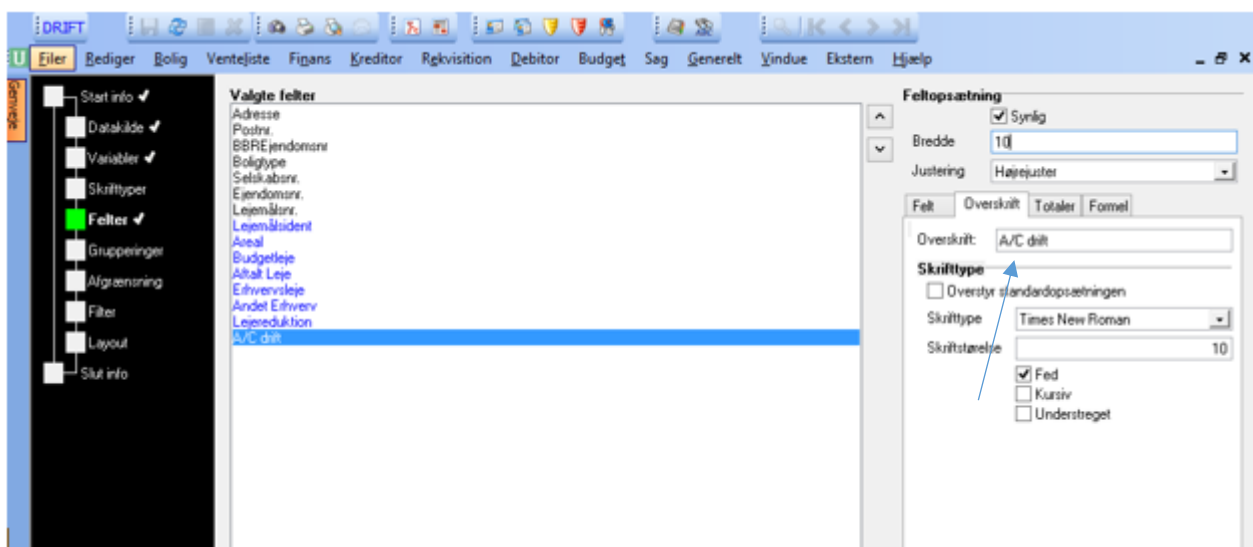 DRIFT
Filer Rediger Bolig Venteliste Finans Kreditor Rekvisition Debitor Budget Sag Generelt Vindue Ekstern Hjælp
Genveje
Start info
Datakilde
Variabler
Skrifttyper
Felter
Grupperinger
Afgrænsning
Filter
Layout
Slut info
Valgte felter
Adresse
Postnr.
BBREjendomsnr
Boligtype
Selskabsnr.
Ejendomsnr.
Lejemålsnr.
Lejemålsident
Areal
Budgetleje
Aftalt Leje
Erhvervsleje
Andet Erhverv
Lejereduktion
A/C drift
Feltopsætning
Synlig
Bredde 10
Justering Højrejuster
Felt Overskrift Totaler Formel
Overskrift: A/C drift
Skrifttype
Overstyr standardopsætningen
Skrifttype Times New Roman
Skriftstørelse 10
Fed
Kursiv
Understreget